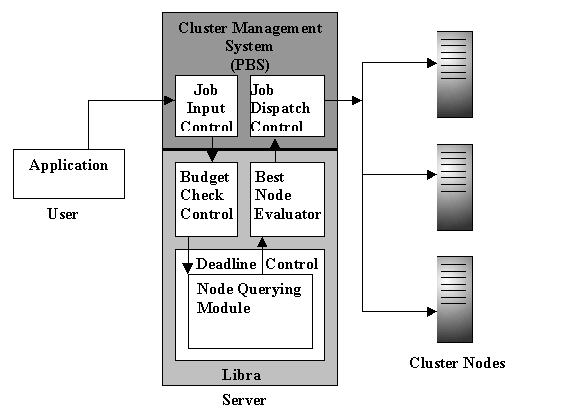 Cluster Management
System
(PBS)
Job
Input
Control
Job
Dispatch
Control
Application
User
Budget
Check
Control
Best
Node
Evaluator
Deadline Control
Node Querying
Module
Libra
Server
Cluster Nodes